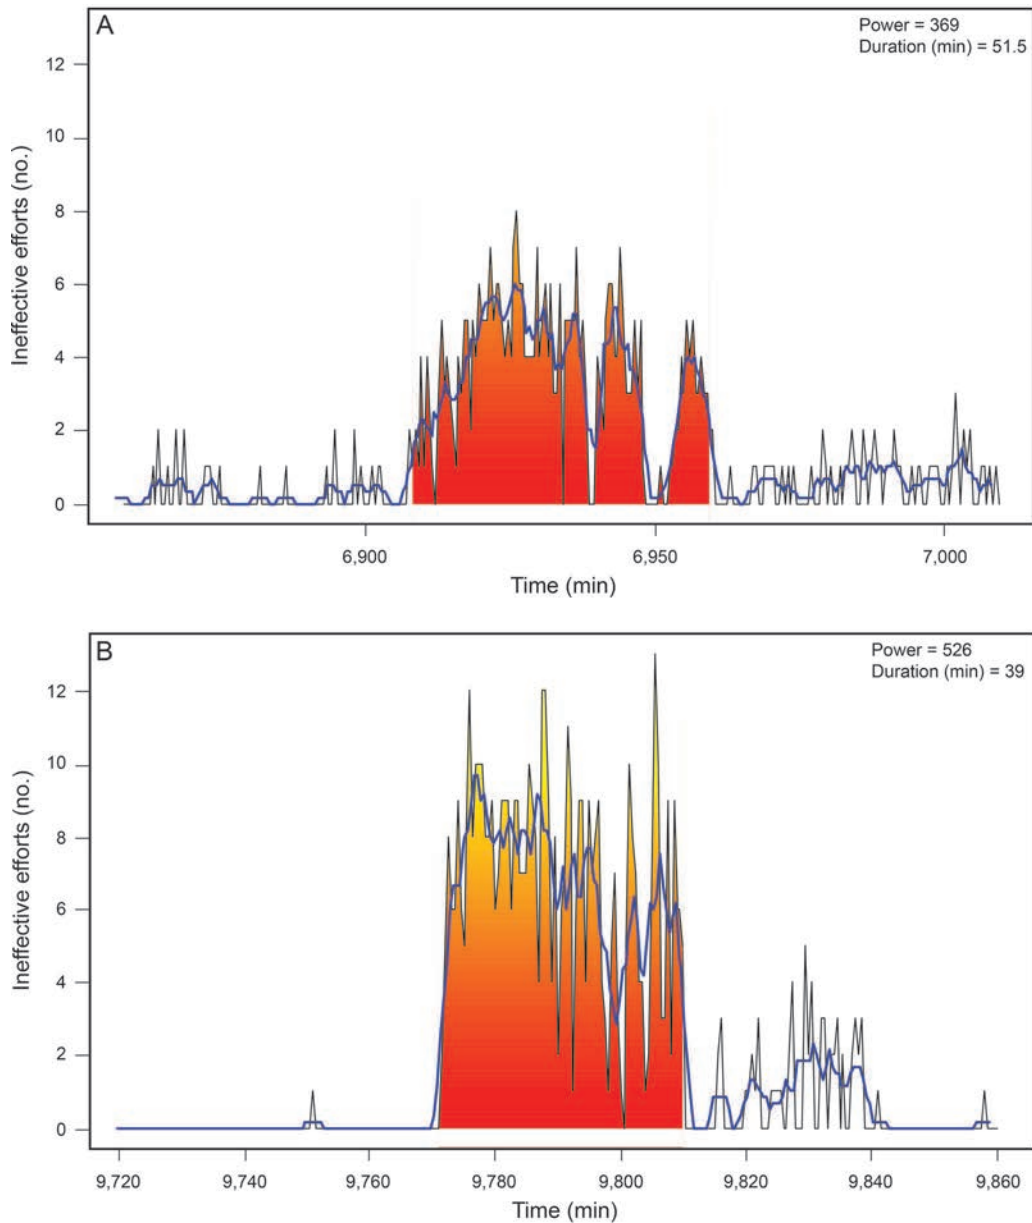 A
Power = 369
Duration (min) = 51.5
12
10
8
6
4
2
0
Ineffective efforts (no.)
6,900 6,950 7,000
Time (min)
B
Power = 526
Duration (min) = 39
12
10
8
6
4
2
0
Ineffective efforts (no.)
9,720 9,740 9,760 9,780 9,800 9,820 9,840 9,860
Time (min)